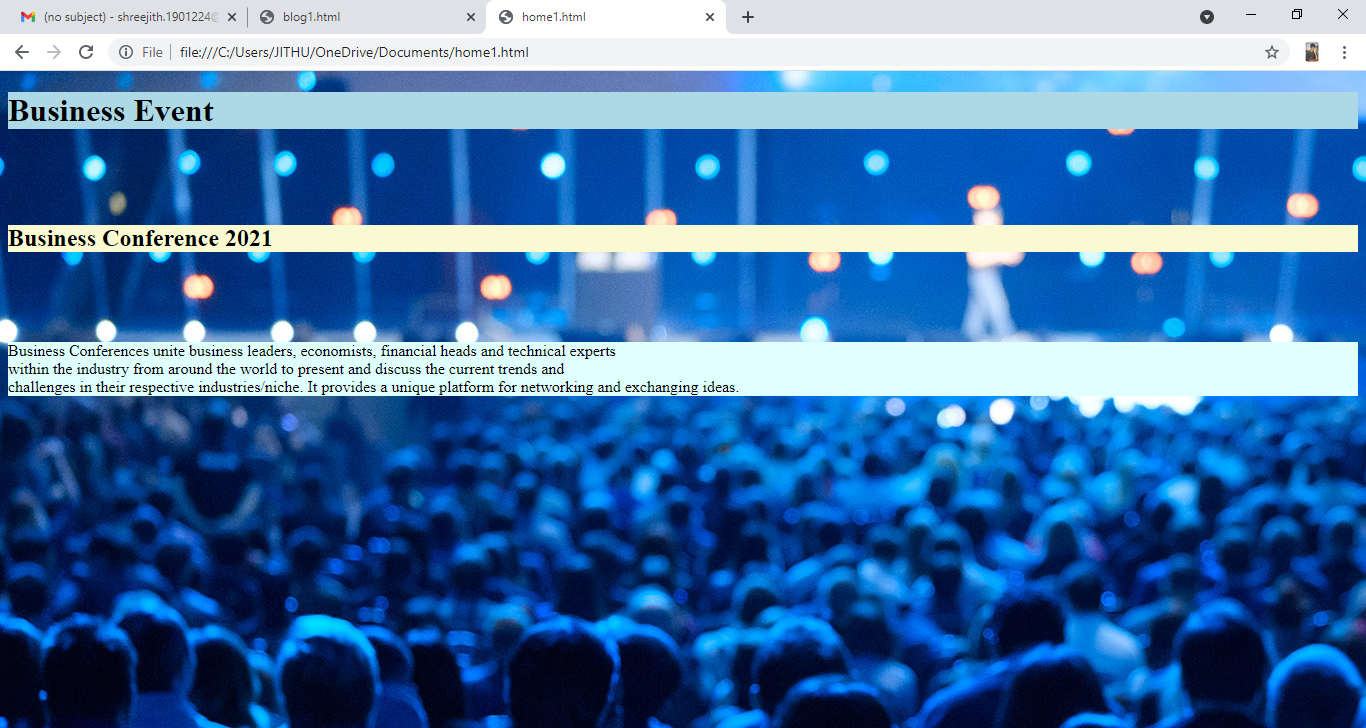 (no subject) - shreejith.1901224
blog1.html
home1.html
File
file:///C:/Users/JITHU/OneDrive/Documents/home1.html
Business Event
Business Conference 2021
Business Conferences unite business leaders, economists, financial heads and technical experts
within the industry from around the world to present and discuss the current trends and
challenges in their respective industries/niche. It provides a unique platform for networking and exchanging ideas.